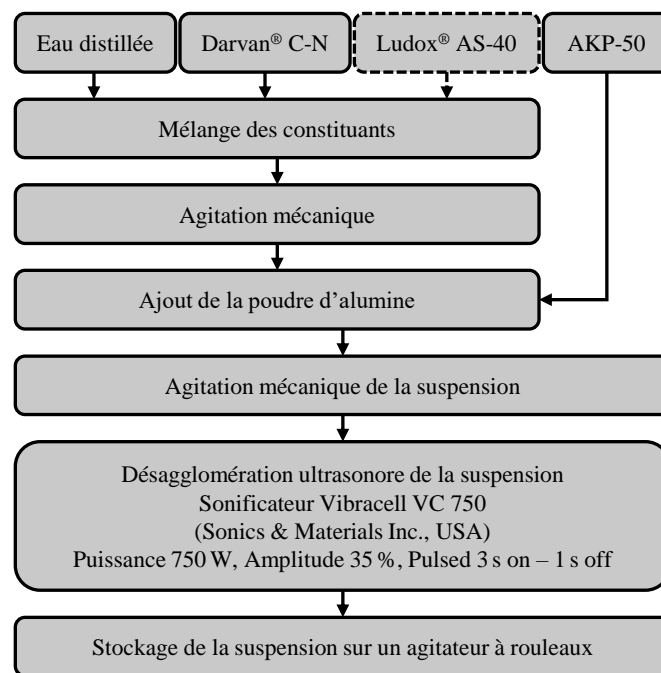 Eau distillée
Darvan® C-N
Ludox® AS-40
AKP-50
Mélange des constituants
Agitation mécanique
Ajout de la poudre d’alumine
Agitation mécanique de la suspension
Désagglomération ultrasonore de la suspension
Sonificateur Vibracell VC 750
(Sonics & Materials Inc., USA)
Puissance 750 W, Amplitude 35 %, Pulsed 3 s on – 1 s off
Stockage de la suspension sur un agitateur à rouleaux